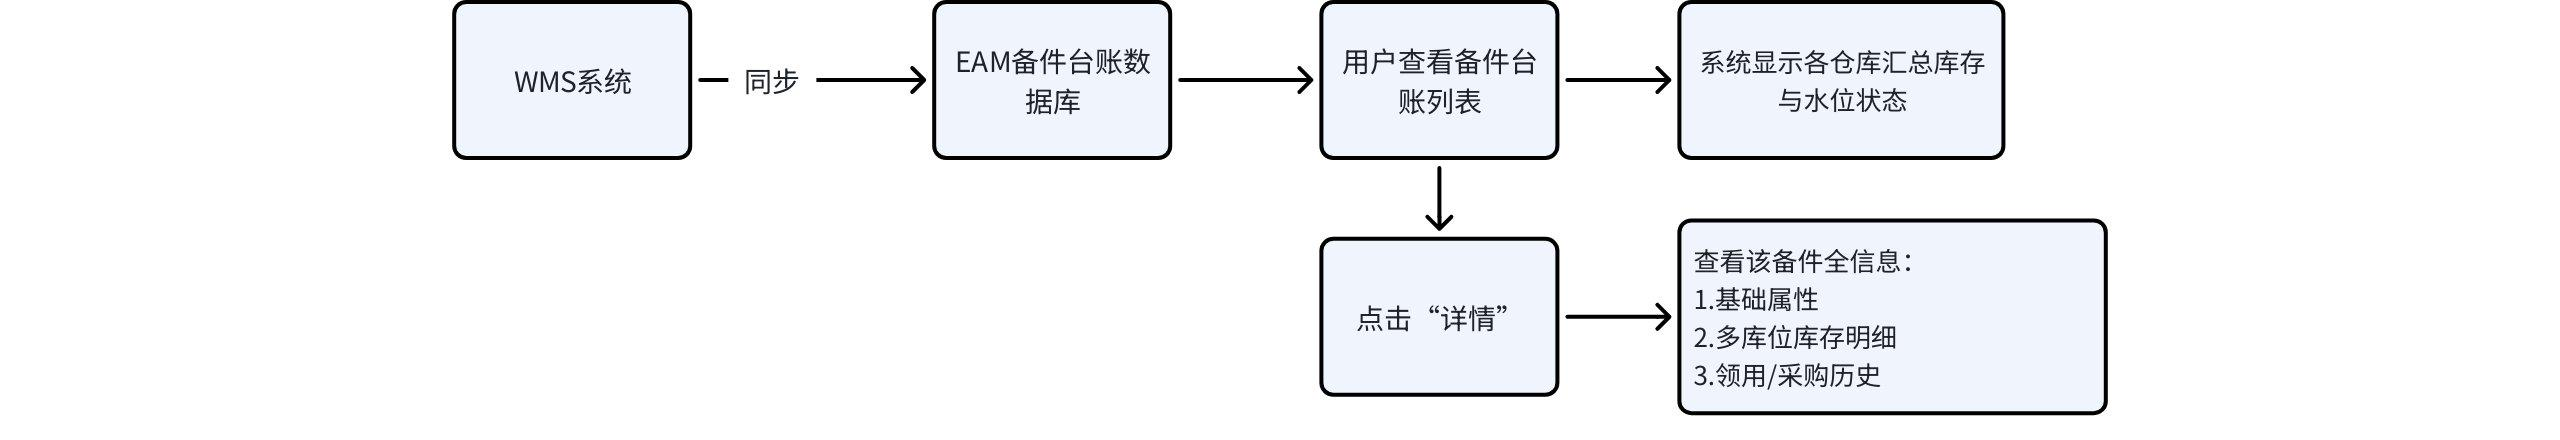 WMS系统
同步
EAM备件台账数
据库
用户查看备件台
账列表
系统显示各仓库汇总库存
与水位状态
点击“详情”
查看该备件全信息：
1.基础属性
2.多库位库存明细
3.领用/采购历史